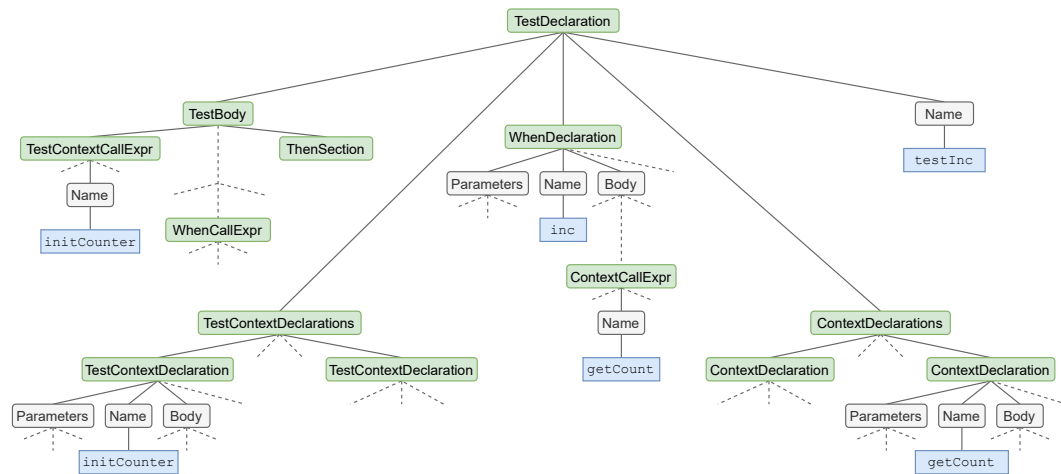 TestDeclaration
TestBody
WhenDeclaration
Name
TestContextCallExpr
ThenSection
testInc
Name
Parameters
Name
Body
initCounter
WhenCallExpr
inc
ContextCallExpr
TestContextDeclarations
Name
ContextDeclarations
TestContextDeclaration
TestContextDeclaration
getCount
ContextDeclaration
ContextDeclaration
Parameters
Name
Body
Parameters
Name
Body
initCounter
getCount